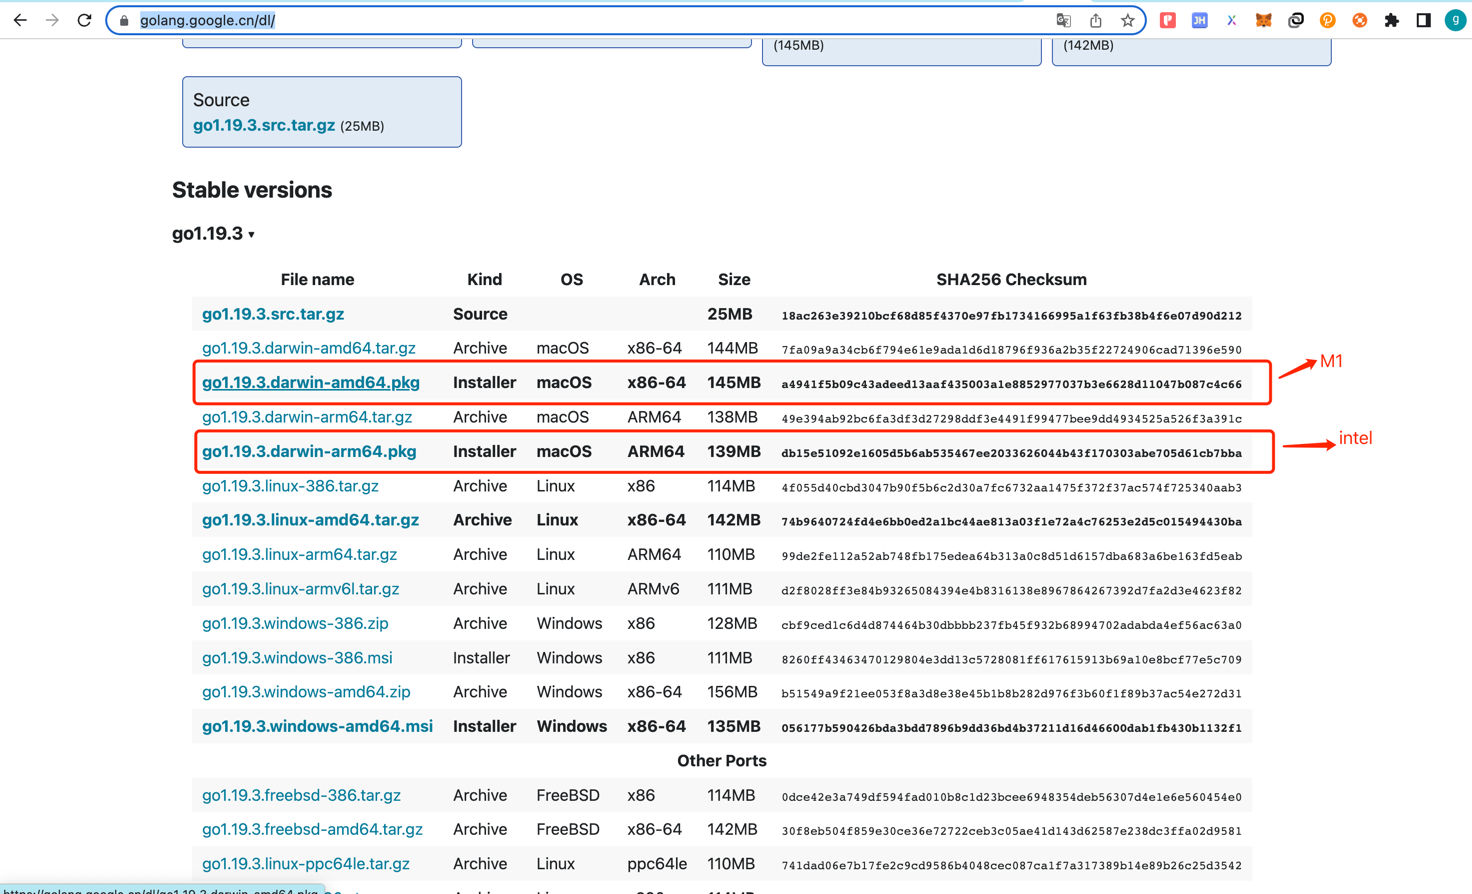 golang.google.cn/dl/
(145MB)
(142MB)
Source
go1.19.3.src.tar.gz (25MB)
Stable versions
go1.19.3 ▾
File name Kind OS Arch Size SHA256 Checksum
go1.19.3.src.tar.gz Source 25MB 18ac263e39210bcf68d85f4370e97fb1734166995a1f63fb38b4f6e07d90d212
go1.19.3.darwin-amd64.tar.gz Archive macOS x86-64 144MB 7fa09a9a34cb6f794e61e9ada1d6d18796f936a2b35f22724906cad71396e590
go1.19.3.darwin-amd64.pkg Installer macOS x86-64 145MB a4941f5b09c43adeed13aaf435003a1e8852977037b3e6628d11047b087c4c66
M1
go1.19.3.darwin-arm64.tar.gz Archive macOS ARM64 138MB 49e394ab92bc6fa3df3d27298ddf3e4491f99477bee9dd4934525a526f3a391c
go1.19.3.darwin-arm64.pkg Installer macOS ARM64 139MB db15e51092e1605d5b6ab535467ee2033626044b43f170303abe705d61cb7bba
intel
go1.19.3.linux-386.tar.gz Archive Linux x86 114MB 4f055d40cbd3047b90f5b6c2d30a7fc6732aa1475f372f37ac574f725340aab3
go1.19.3.linux-amd64.tar.gz Archive Linux x86-64 142MB 74b9640724fd4e6bb0ed2a1bc44ae813a03f1e72a4c76253e2d5c015494430ba
go1.19.3.linux-arm64.tar.gz Archive Linux ARM64 110MB 99de2fe112a52ab748fb175edea64b313a0c8d51d6157dba683a6be163fd5eab
go1.19.3.linux-armv6l.tar.gz Archive Linux ARMv6 111MB d2f8028ff3e84b93265084394e4b8316138e8967864267392d7fa2d3e4623f82
go1.19.3.windows-386.zip Archive Windows x86 128MB cbf9ced1c6d4d874464b30dbbbb237fb45f932b68994702adabda4ef56ac63a0
go1.19.3.windows-386.msi Installer Windows x86 111MB 8260ff43463470129804e3dd13c5728081ff617615913b69a10e8bcf77e5c709
go1.19.3.windows-amd64.zip Archive Windows x86-64 156MB b51549a9f21ee053f8a3d8e38e45b1b8b282d976f3b60f1f89b37ac54e272d31
go1.19.3.windows-amd64.msi Installer Windows x86-64 135MB 056177b590426bda3bdd7896b9dd36bd4b37211d16d46600dab1fb430b1132f1
Other Ports
go1.19.3.freebsd-386.tar.gz Archive FreeBSD x86 114MB 0dce42e3a749df594fad010b8c1d23bcee6948354deb56307d4e1e6e560454e0
go1.19.3.freebsd-amd64.tar.gz Archive FreeBSD x86-64 142MB 30f8eb504f859e30ce36e72722ceb3c05ae41d143d62587e238dc3ffa02d9581
go1.19.3.linux-ppc64le.tar.gz Archive Linux ppc64le 110MB 741dad06e7b17fe2c9cd9586b4048cec087ca1f7a317389b14e89b26c25d3542
https://golang.google.cn/dl/go1.19.3.darwin-amd64.pkg